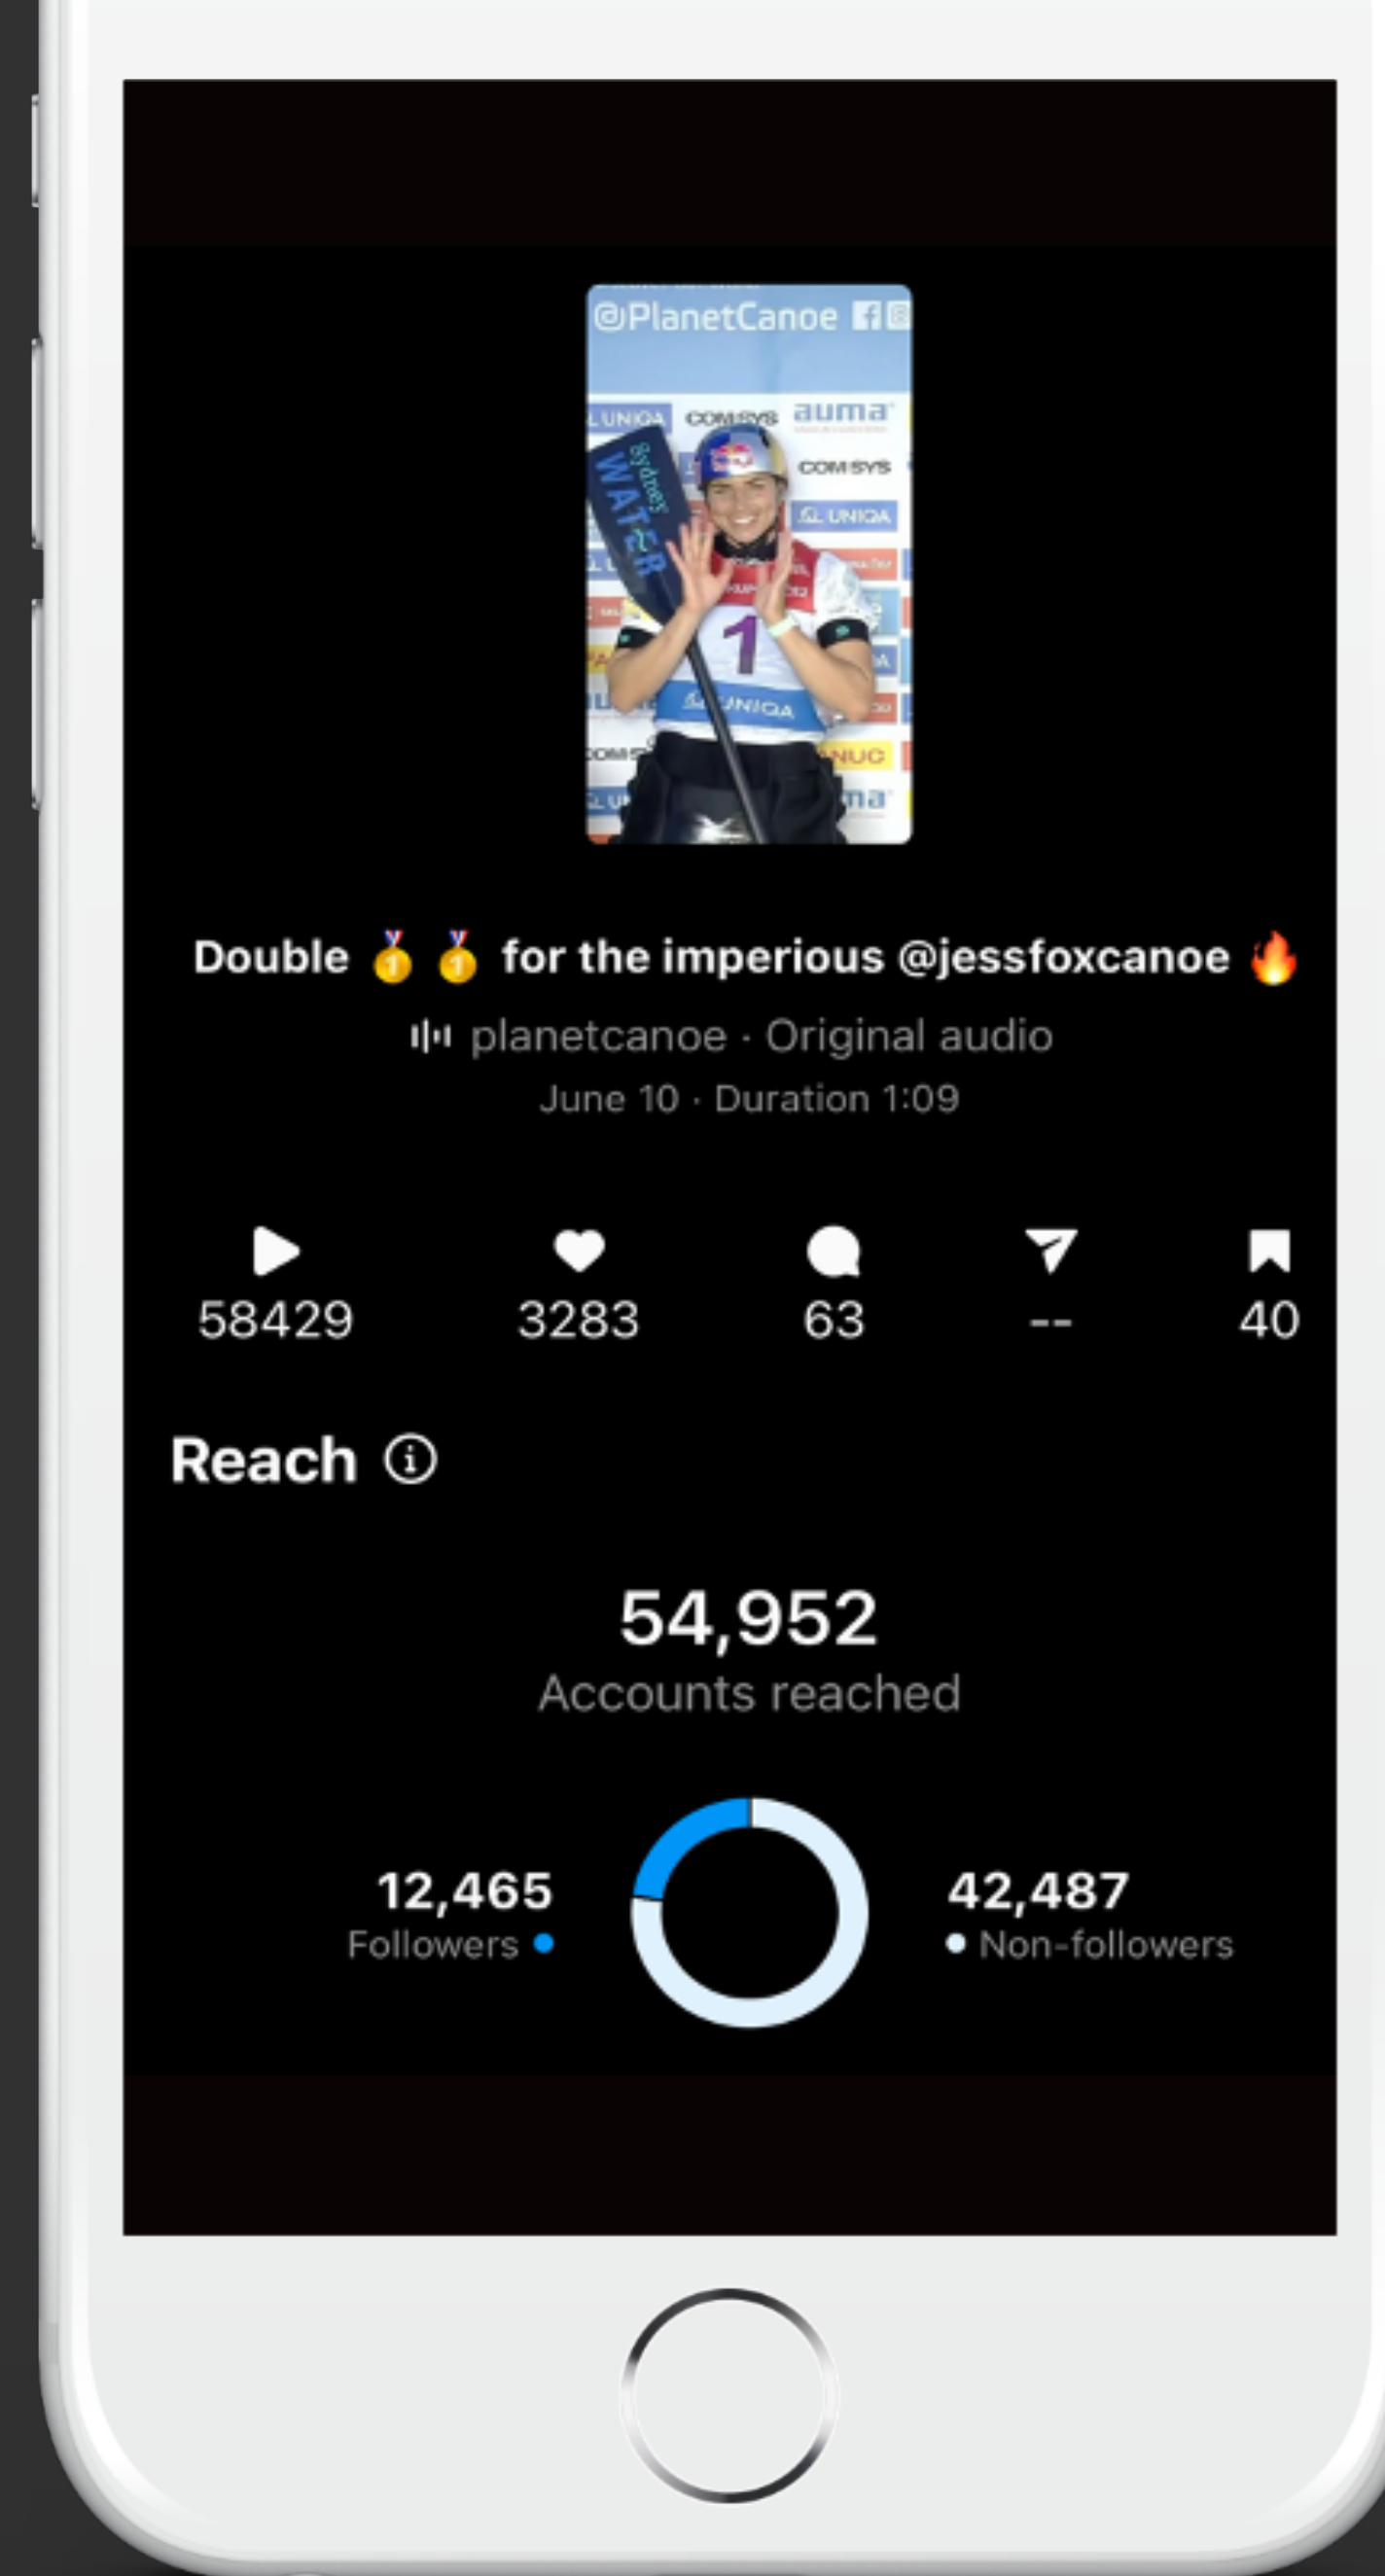 @PlanetCanoe
UNIQA COMSYS auma
COMSYS
UNIQA
Sydney
WATER
1
UNIQA
auma
Double 🥇 🥇 for the imperious @jessfoxcanoe 🔥
planetcanoe · Original audio
June 10 · Duration 1:09
58429 3283 63 -- 40
Reach
54,952
Accounts reached
12,465 42,487
Followers Non-followers